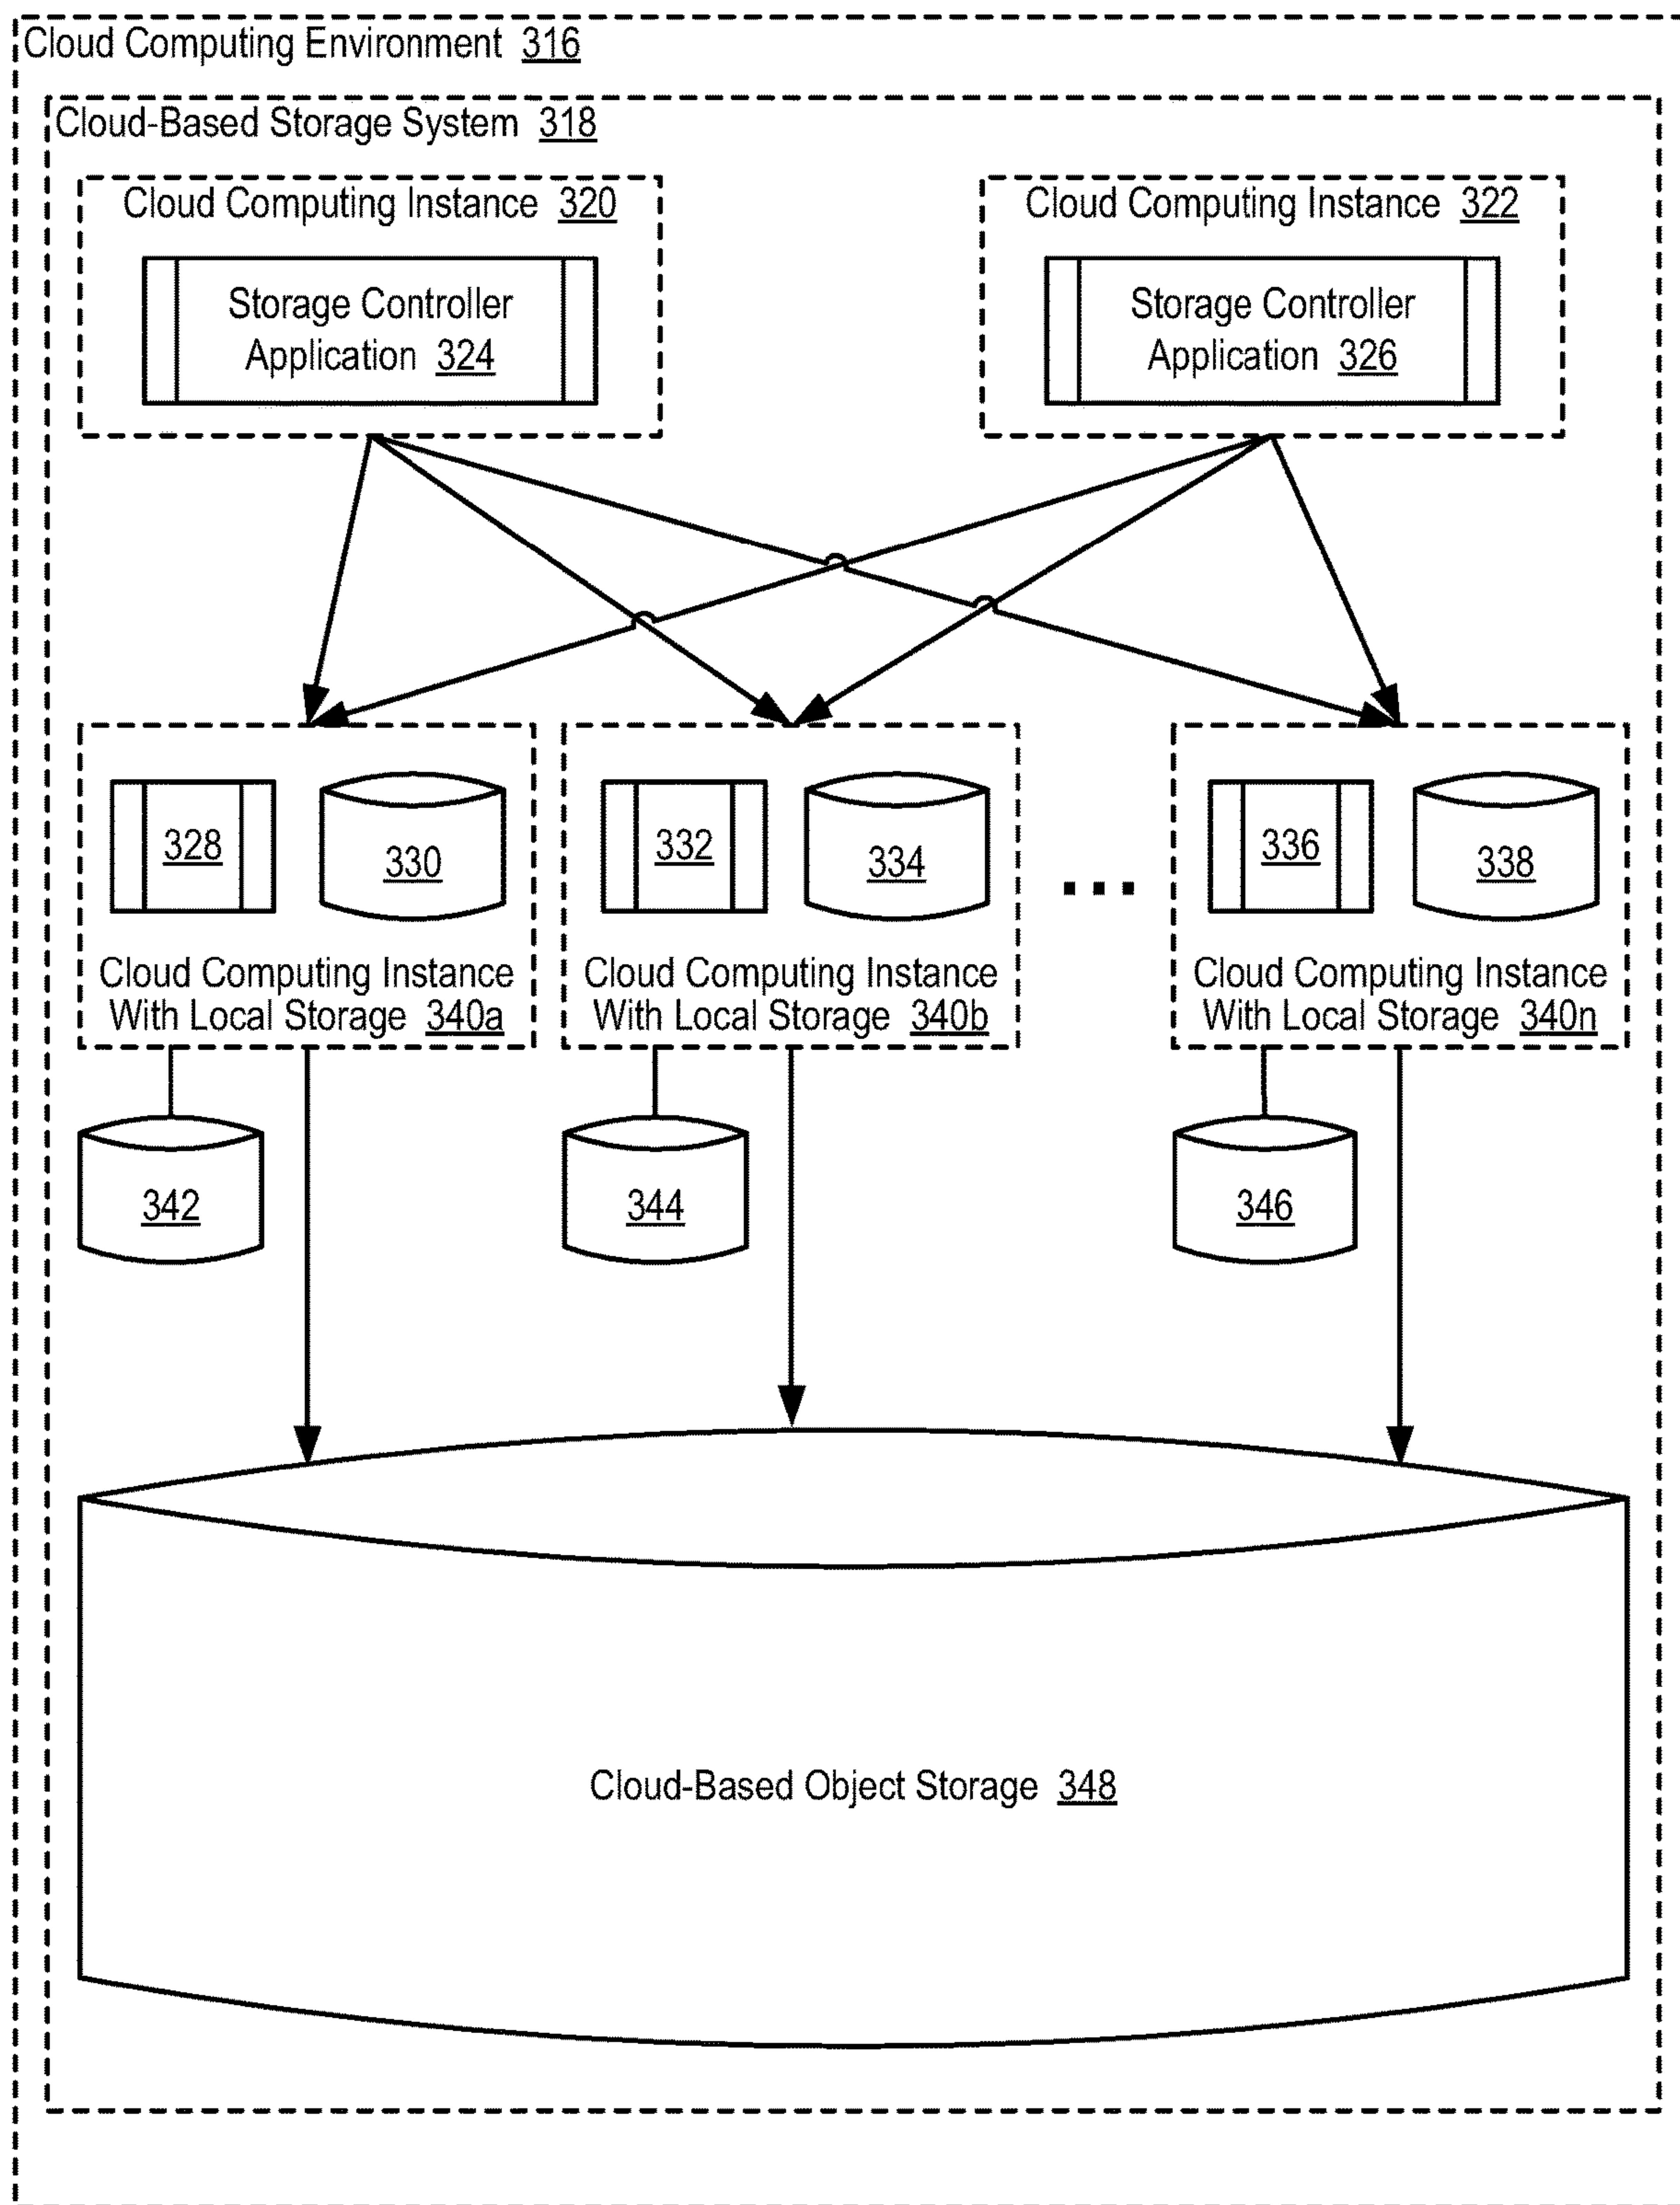 Cloud Computing Environment 316
Cloud-Based Storage System 318
Cloud Computing Instance 320
Storage Controller
Application 324
Cloud Computing Instance 322
Storage Controller
Application 326
328
330
Cloud Computing Instance
With Local Storage 340a
332
334
Cloud Computing Instance
With Local Storage 340b
...
336
338
Cloud Computing Instance
With Local Storage 340n
342
344
346
Cloud-Based Object Storage 348